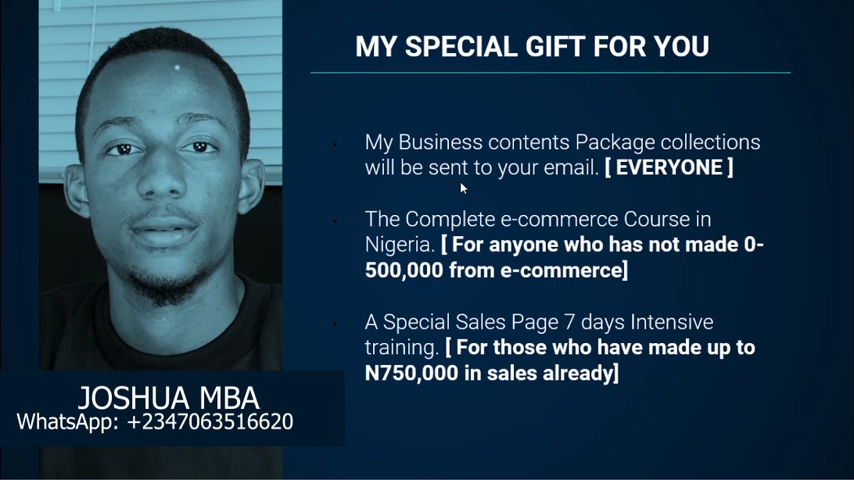 MY SPECIAL GIFT FOR YOU
My Business contents Package collections
will be sent to your email. [ EVERYONE ]
The Complete e-commerce Course in
Nigeria. [ For anyone who has not made 0-
500,000 from e-commerce]
A Special Sales Page 7 days Intensive
training. [ For those who have made up to
N750,000 in sales already]
JOSHUA MBA
WhatsApp: +2347063516620